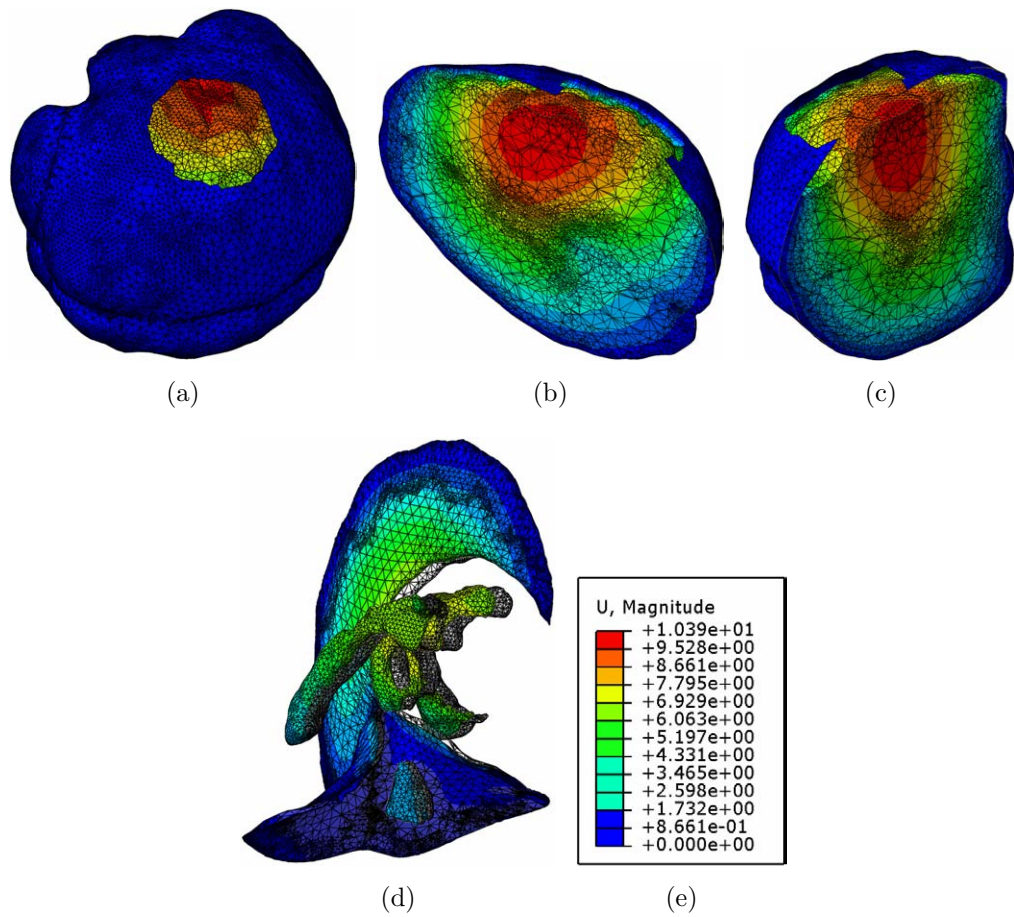 (a)
(b)
(c)
U, Magnitude
+1.039e+01
+9.528e+00
+8.661e+00
+7.795e+00
+6.929e+00
+6.063e+00
+5.197e+00
+4.331e+00
+3.465e+00
+2.598e+00
+1.732e+00
+8.661e-01
+0.000e+00
(d)
(e)